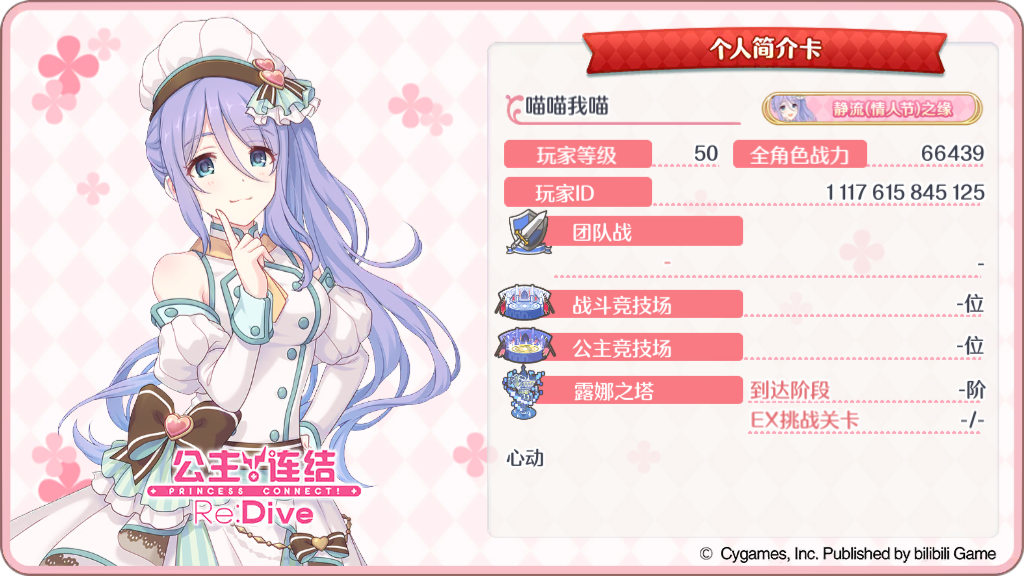 个人简介卡
喵喵我喵
静流(情人节)之缘
玩家等级 50 全角色战力 66439
玩家ID 1 117 615 845 125
团队战
- -
战斗竞技场 -位
公主竞技场 -位
露娜之塔 到达阶段 -阶
EX挑战关卡 -/-
心动
公主连结
PRINCESS CONNECT!
Re:Dive
© Cygames, Inc. Published by bilibili Game